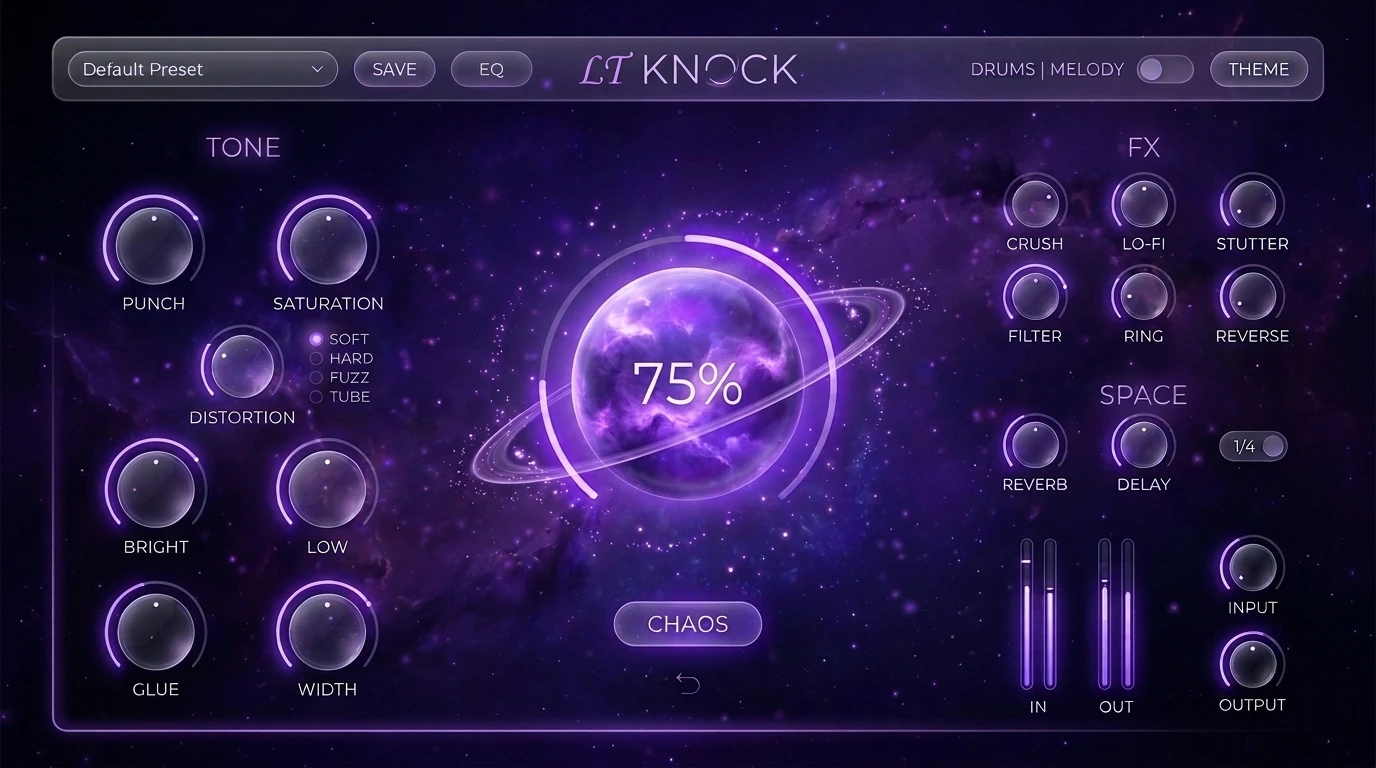 Default Preset
SAVE
EQ
LT KNOCK
DRUMS | MELODY
THEME
TONE
PUNCH
SATURATION
DISTORTION
SOFT
HARD
FUZZ
TUBE
BRIGHT
LOW
GLUE
WIDTH
75%
CHAOS
FX
CRUSH
LO-FI
STUTTER
FILTER
RING
REVERSE
SPACE
REVERB
DELAY
1/4
IN
OUT
INPUT
OUTPUT